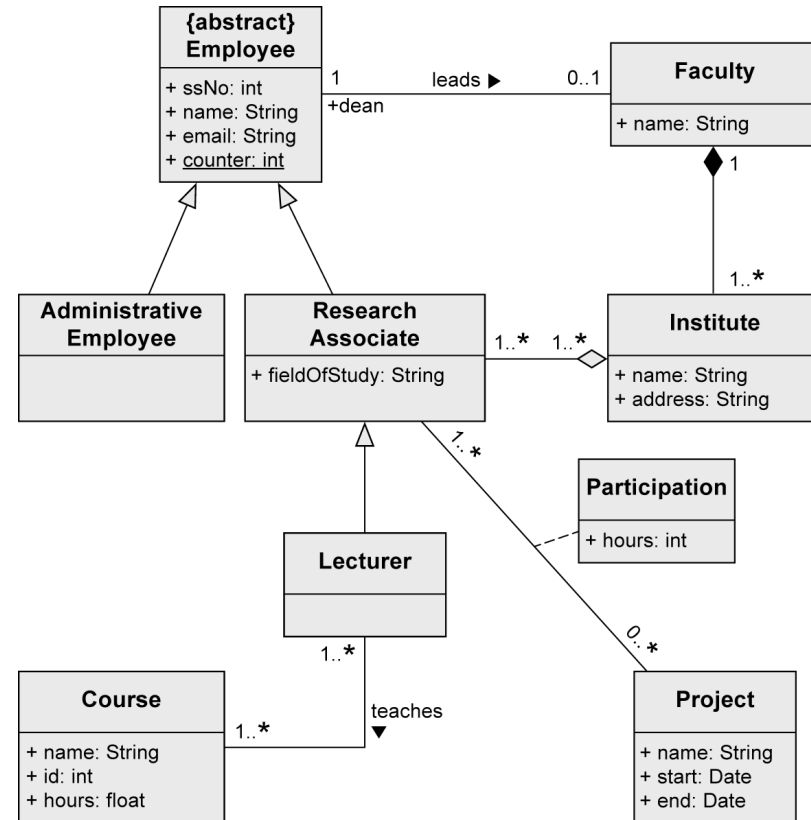 {abstract}
Employee
+ ssNo: int
+ name: String
+ email: String
+ counter: int
1
leads ▶
0..1
+dean
Faculty
+ name: String
1
1..*
Administrative
Employee
Research
Associate
+ fieldOfStudy: String
1..*
1..*
Institute
+ name: String
+ address: String
1..*
Participation
+ hours: int
Lecturer
1..*
0..*
teaches
▼
1..*
Course
+ name: String
+ id: int
+ hours: float
Project
+ name: String
+ start: Date
+ end: Date